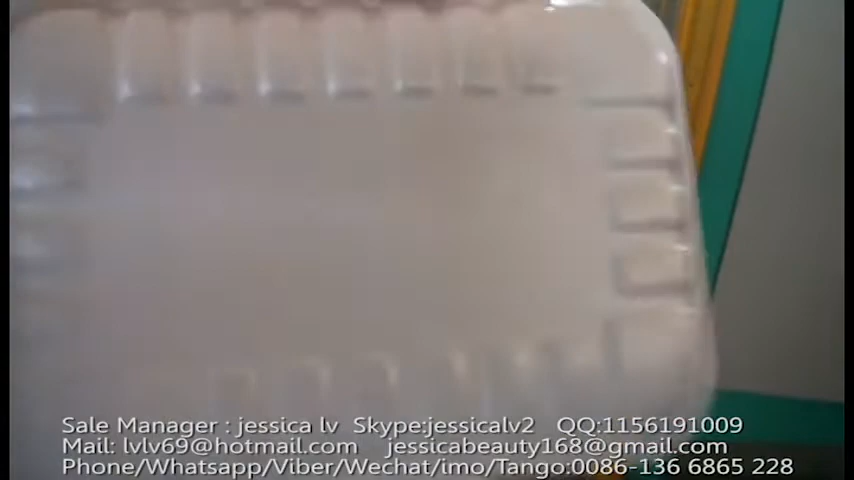 Sale Manager : jessica lv Skype:jessicalv2 QQ:1156191009
Mail: lvlv69@hotmail.com jessicabeauty168@gmail.com
Phone/Whatsapp/Viber/Wechat/imo/Tango:0086-136 6865 228